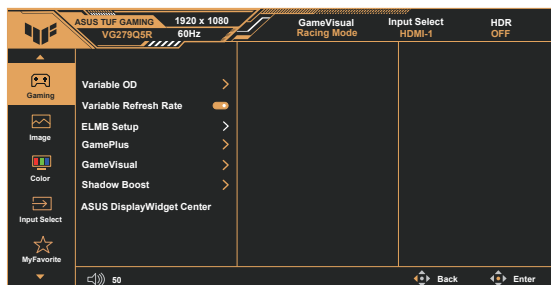 ASUS TUF GAMING 1920 x 1080
VG279Q5R 60Hz
GameVisual
Racing Mode
Input Select
HDMI-1
HDR
OFF
Gaming
Image
Color
Input Select
MyFavorite
Variable OD
Variable Refresh Rate
ELMB Setup
GamePlus
GameVisual
Shadow Boost
ASUS DisplayWidget Center
50
Back
Enter